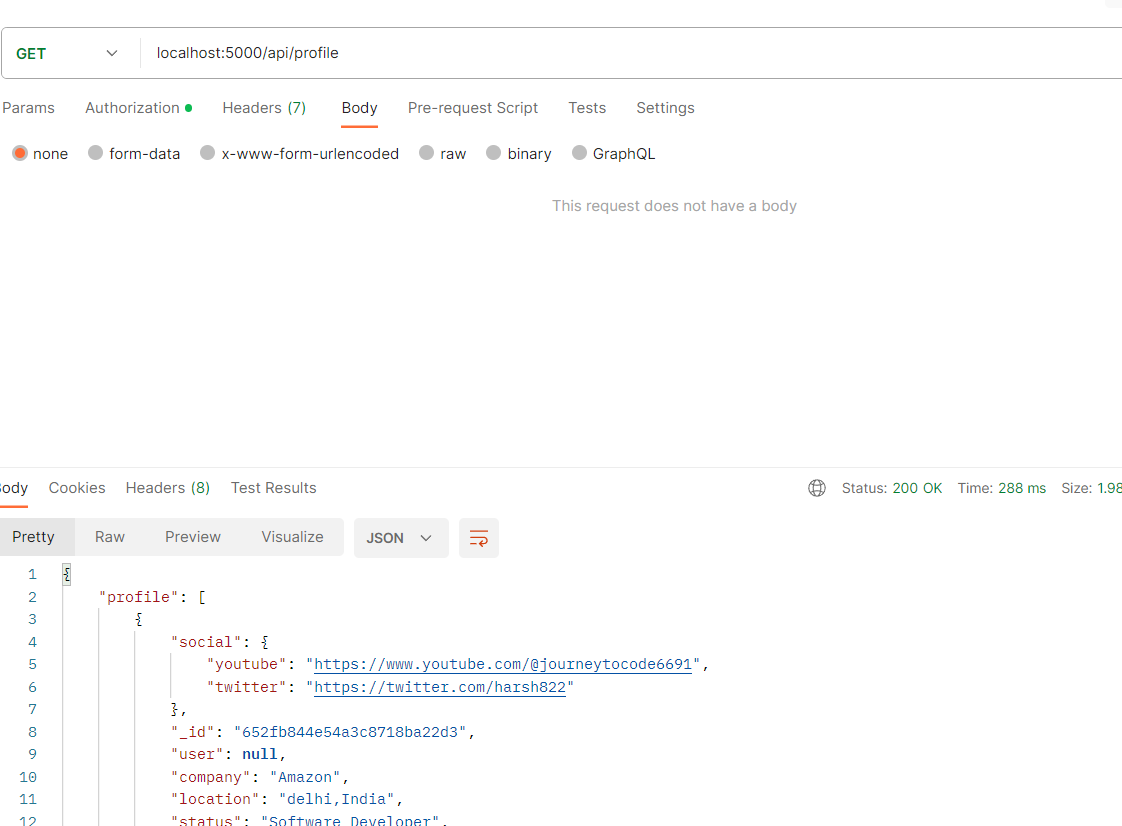 GET localhost:5000/api/profile
Params Authorization Headers (7) Body Pre-request Script Tests Settings
none form-data x-www-form-urlencoded raw binary GraphQL
This request does not have a body
Body Cookies Headers (8) Test Results Status: 200 OK Time: 288 ms Size: 1.98
Pretty Raw Preview Visualize JSON
1 {
2 "profile": [
3 {
4 "social": {
5 "youtube": "https://www.youtube.com/@journeytocode6691",
6 "twitter": "https://twitter.com/harsh822"
7 },
8 "_id": "652fb844e54a3c8718ba22d3",
9 "user": null,
10 "company": "Amazon",
11 "location": "delhi,India",
12 "status": "Software Developer",